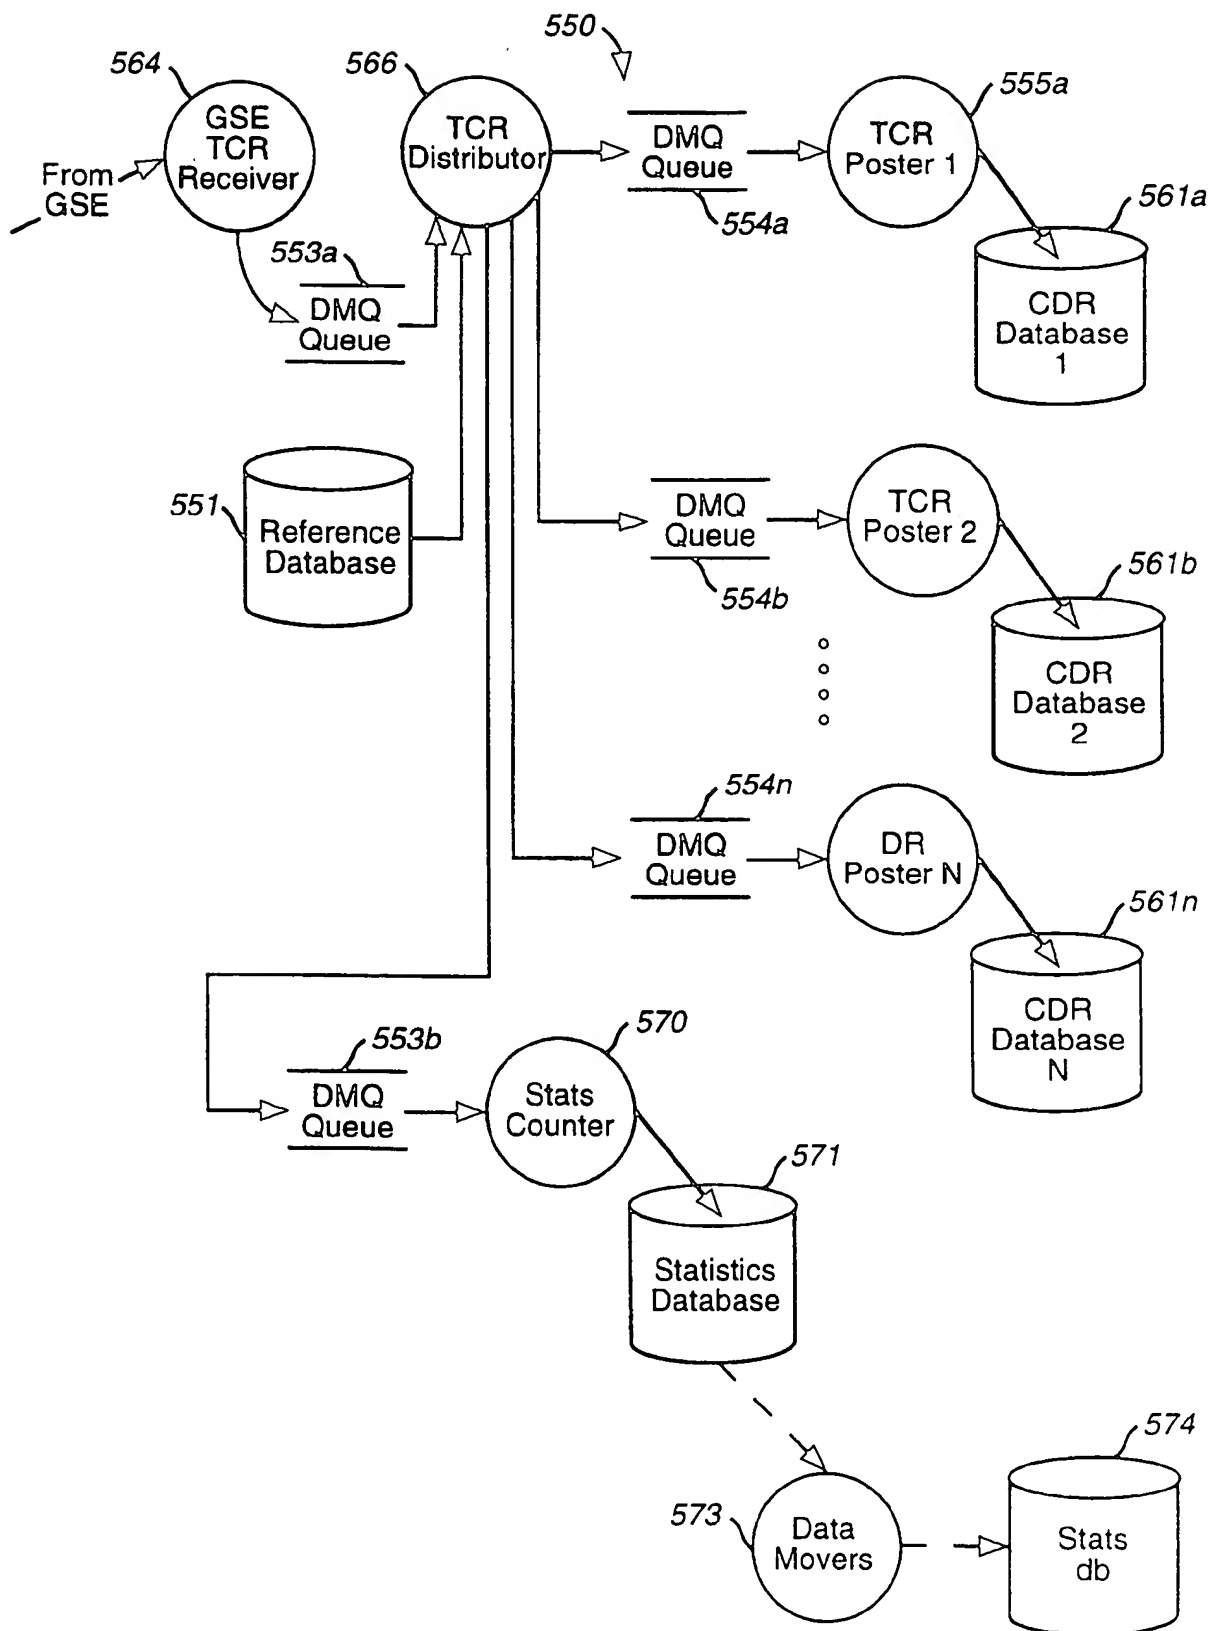 550
564
566
555a
GSE
TCR
Receiver
TCR
Distributor
DMQ
Queue
TCR
Poster 1
From
GSE
554a
561a
553a
DMQ
Queue
CDR
Database
1
551
Reference
Database
DMQ
Queue
TCR
Poster 2
554b
561b
CDR
Database
2
554n
DMQ
Queue
DR
Poster N
561n
CDR
Database
N
553b
570
DMQ
Queue
Stats
Counter
571
Statistics
Database
574
573
Data
Movers
Stats
db